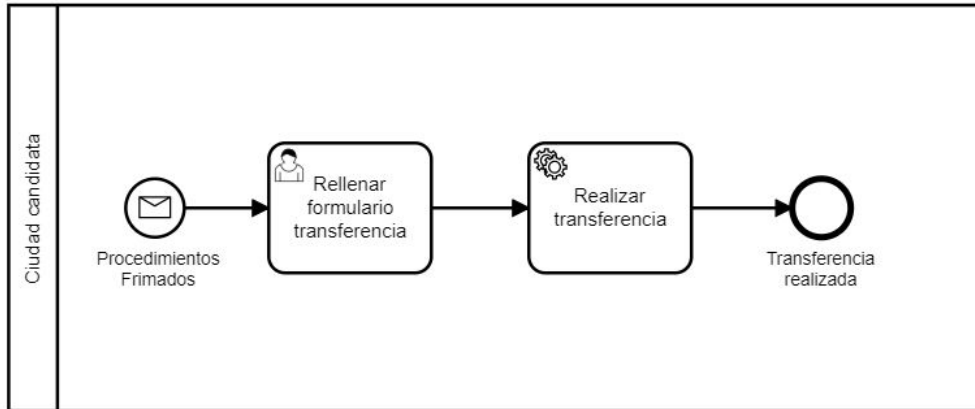 Ciudad candidata
Procedimientos
Frimados
Rellenar
formulario
transferencia
Realizar
transferencia
Transferencia
realizada